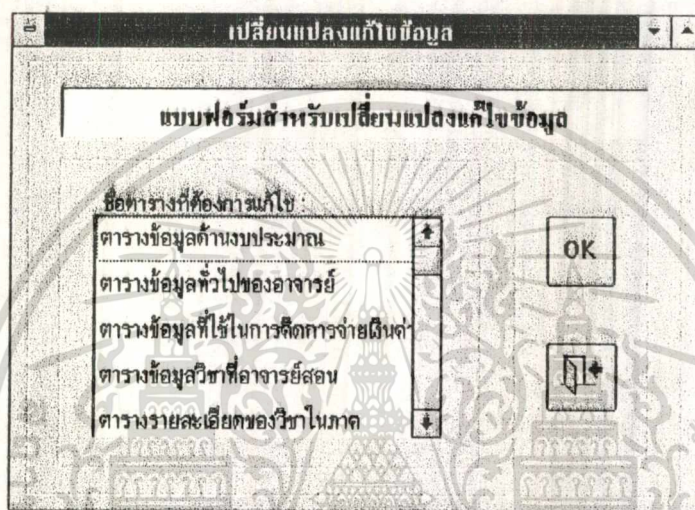 เปลี่ยนแปลงแก้ไขข้อมูล
แบบฟอร์มสำหรับเปลี่ยนแปลงแก้ไขข้อมูล
ชื่อตารางที่ต้องการแก้ไข :
ตารางข้อมูลด้านงบประมาณ
ตารางข้อมูลทั่วไปของอาจารย์
ตารางข้อมูลที่ใช้ในการคิดการจ่ายเงินค่า
ตารางข้อมูลวิชาที่อาจารย์สอน
ตารางรายละเอียดของวิชาในภาค
OK